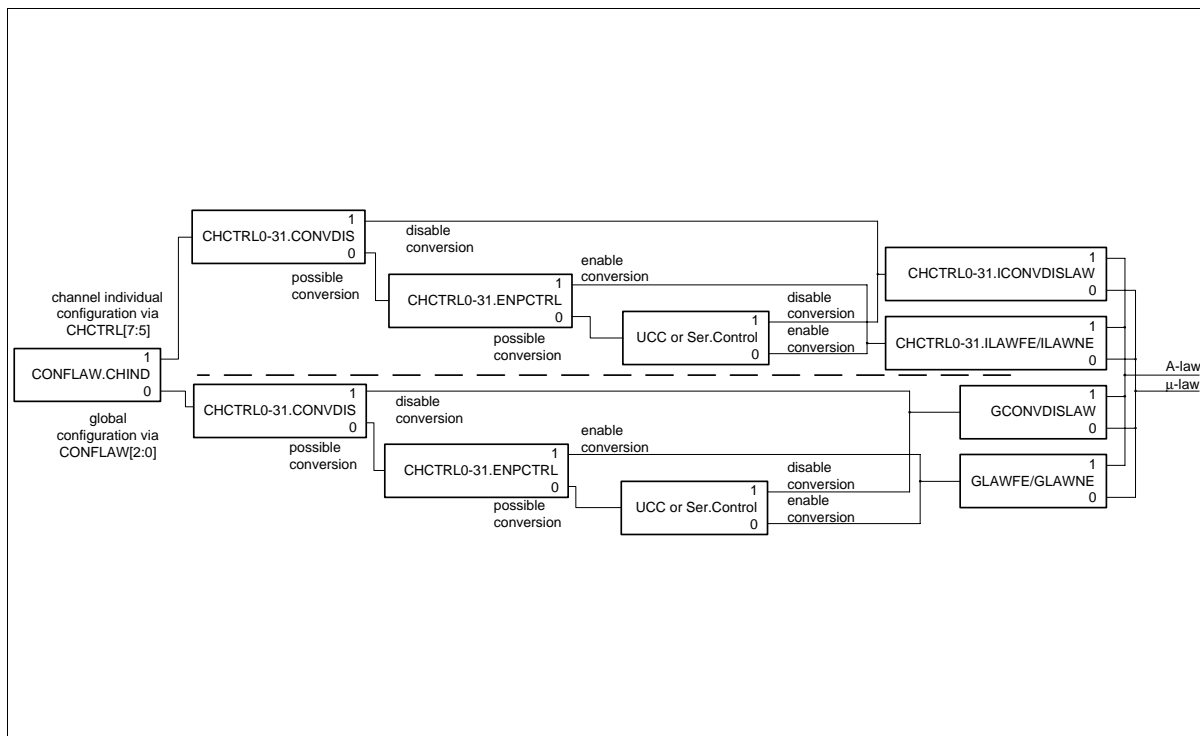 1
CHCTRL0-31.CONVDIS
0
disable
conversion
possible
conversion
enable
conversion
1
CHCTRL0-31.ENPCTRL
0
possible
conversion
disable
conversion
1
UCC or Ser.Control
0
enable
conversion
1
CHCTRL0-31.ICONVDISLAW
0
1
CHCTRL0-31.ILAWFE/ILAWNE
0
channel individual
configuration via
CHCTRL[7:5]
1
CONFLAW.CHIND
0
global
configuration via
CONFLAW[2:0]
A-law
µ-law
1
CHCTRL0-31.CONVDIS
0
disable
conversion
possible
conversion
enable
conversion
1
CHCTRL0-31.ENPCTRL
0
possible
conversion
disable
conversion
1
UCC or Ser.Control
0
enable
conversion
1
GCONVDISLAW
0
1
GLAWFE/GLAWNE
0